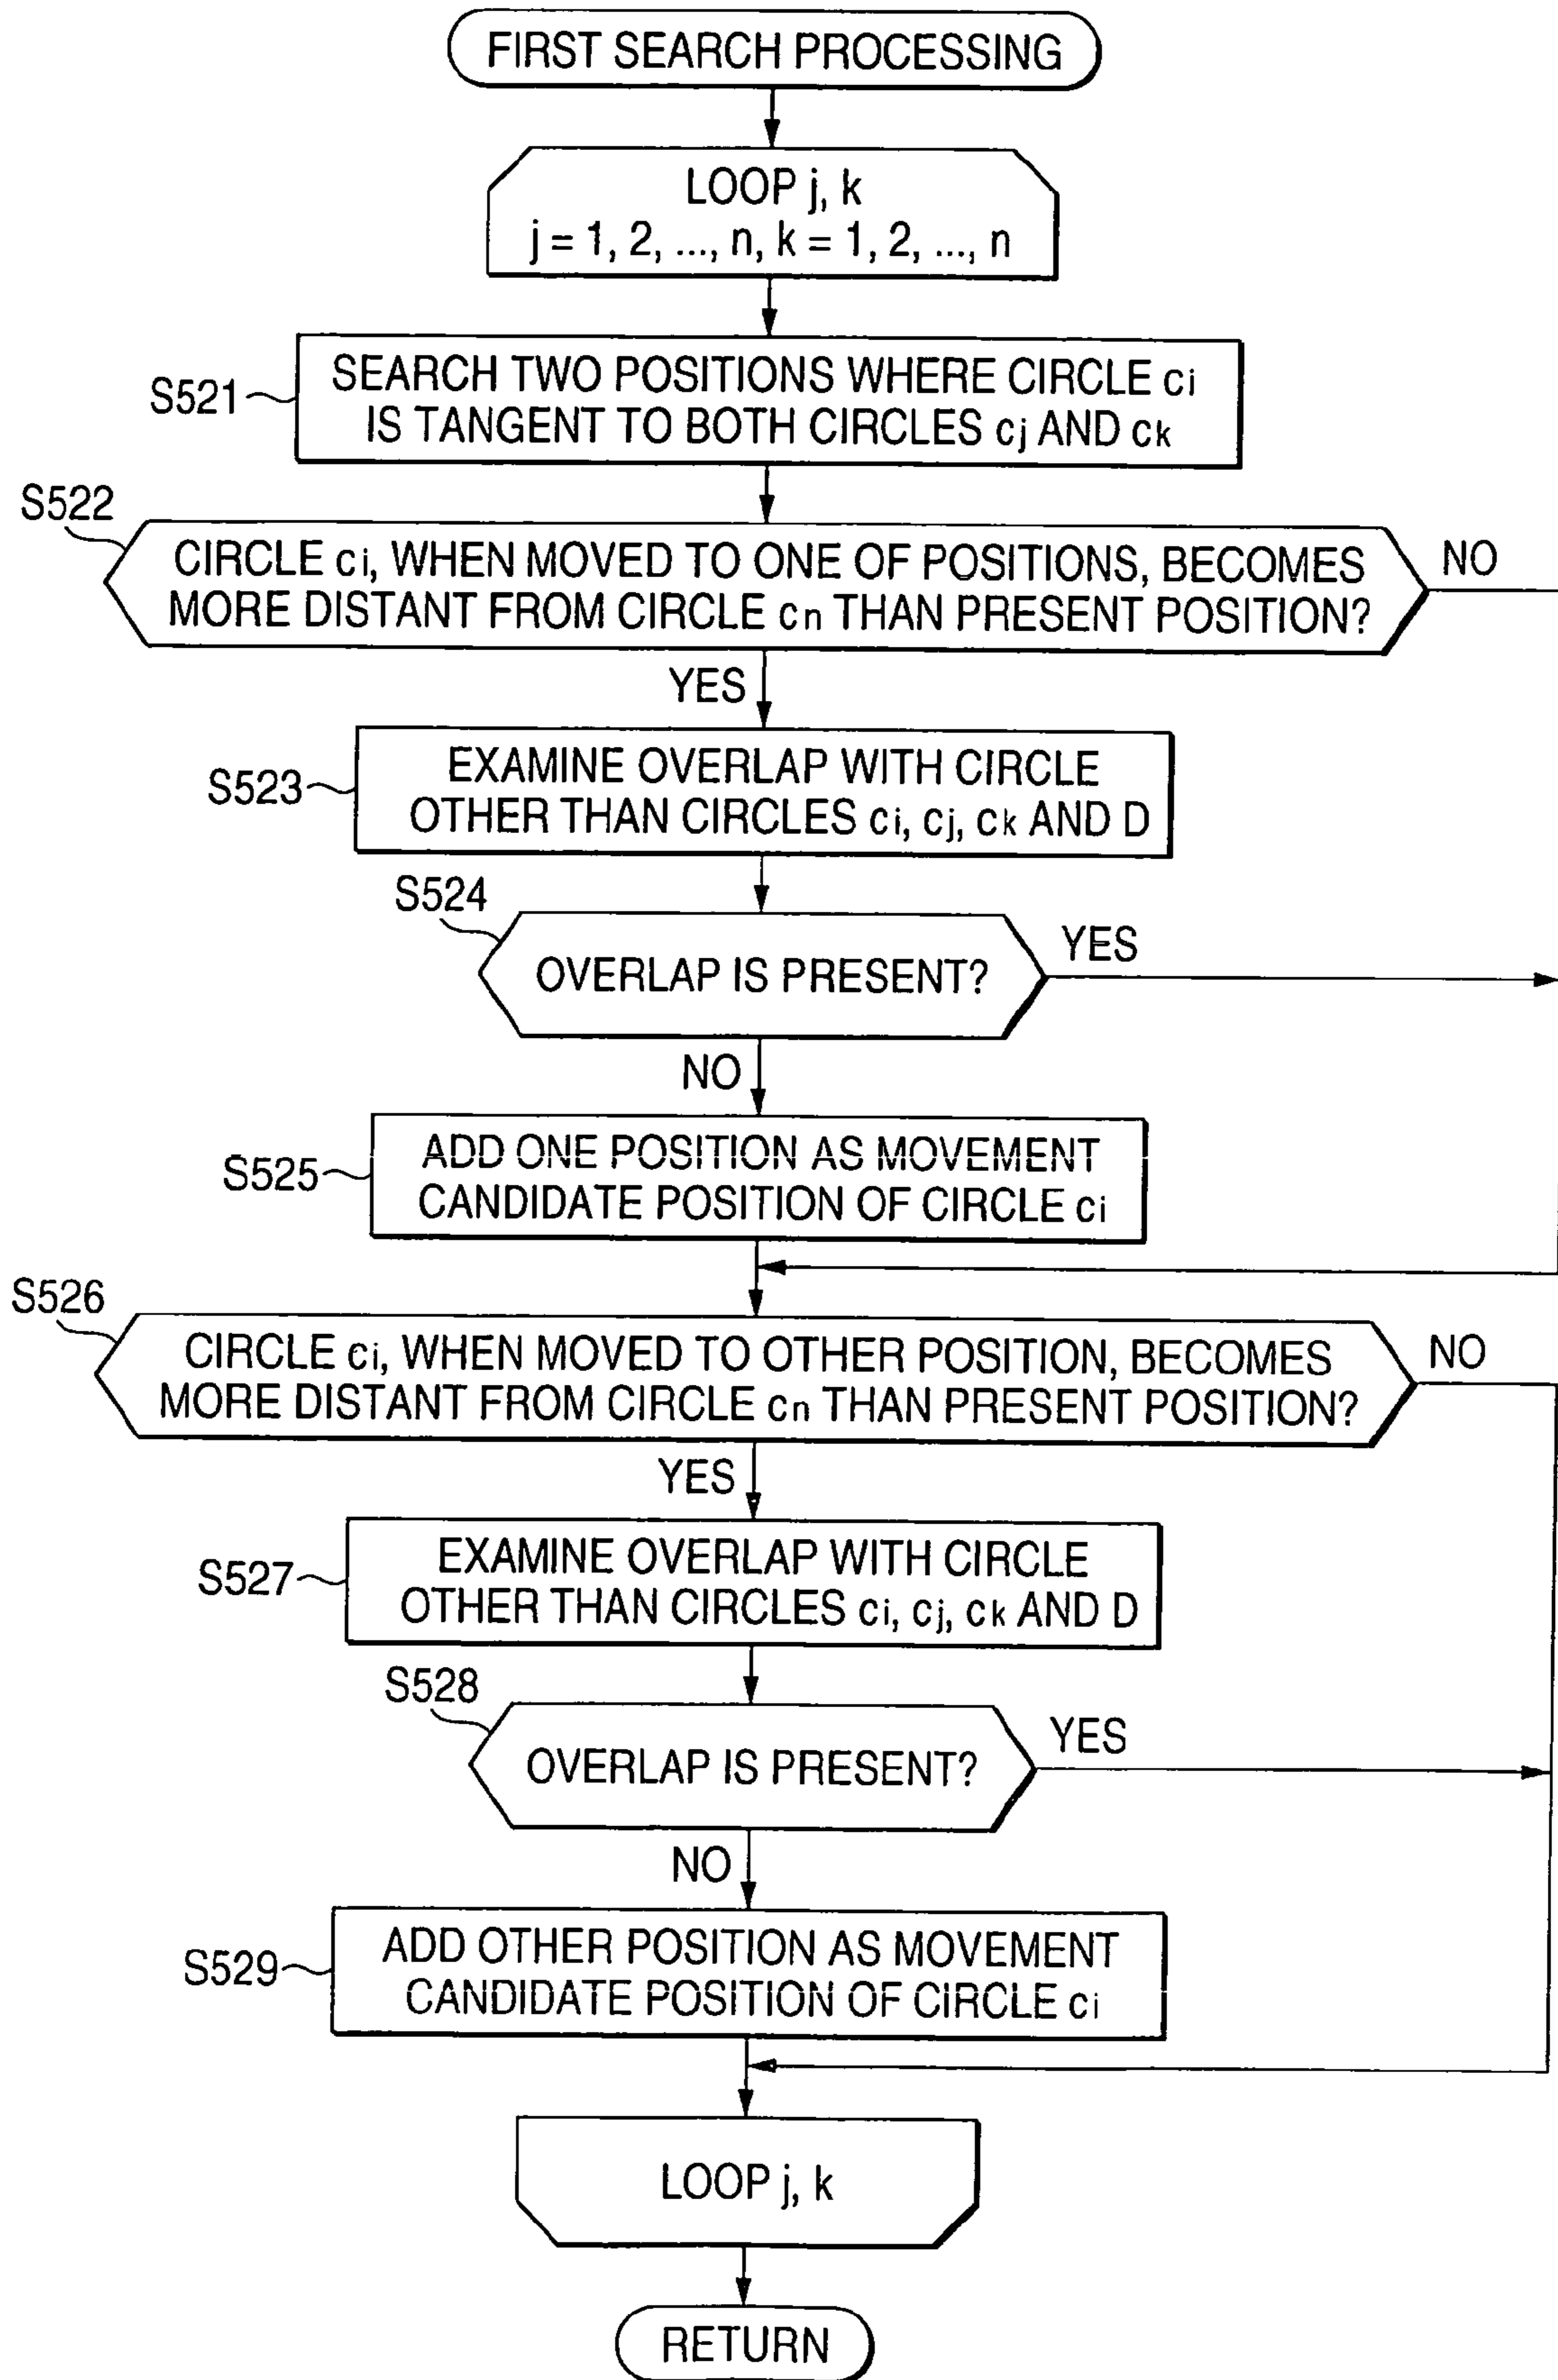 FIRST SEARCH PROCESSING
LOOP j, k
j = 1, 2, ..., n, k = 1, 2, ..., n
S521
SEARCH TWO POSITIONS WHERE CIRCLE ci
IS TANGENT TO BOTH CIRCLES cj AND ck
S522
CIRCLE ci, WHEN MOVED TO ONE OF POSITIONS, BECOMES
MORE DISTANT FROM CIRCLE cn THAN PRESENT POSITION?
NO
YES
S523
EXAMINE OVERLAP WITH CIRCLE
OTHER THAN CIRCLES ci, cj, ck AND D
S524
OVERLAP IS PRESENT?
YES
NO
S525
ADD ONE POSITION AS MOVEMENT
CANDIDATE POSITION OF CIRCLE ci
S526
CIRCLE ci, WHEN MOVED TO OTHER POSITION, BECOMES
MORE DISTANT FROM CIRCLE cn THAN PRESENT POSITION?
NO
YES
S527
EXAMINE OVERLAP WITH CIRCLE
OTHER THAN CIRCLES ci, cj, ck AND D
S528
OVERLAP IS PRESENT?
YES
NO
S529
ADD OTHER POSITION AS MOVEMENT
CANDIDATE POSITION OF CIRCLE ci
LOOP j, k
RETURN